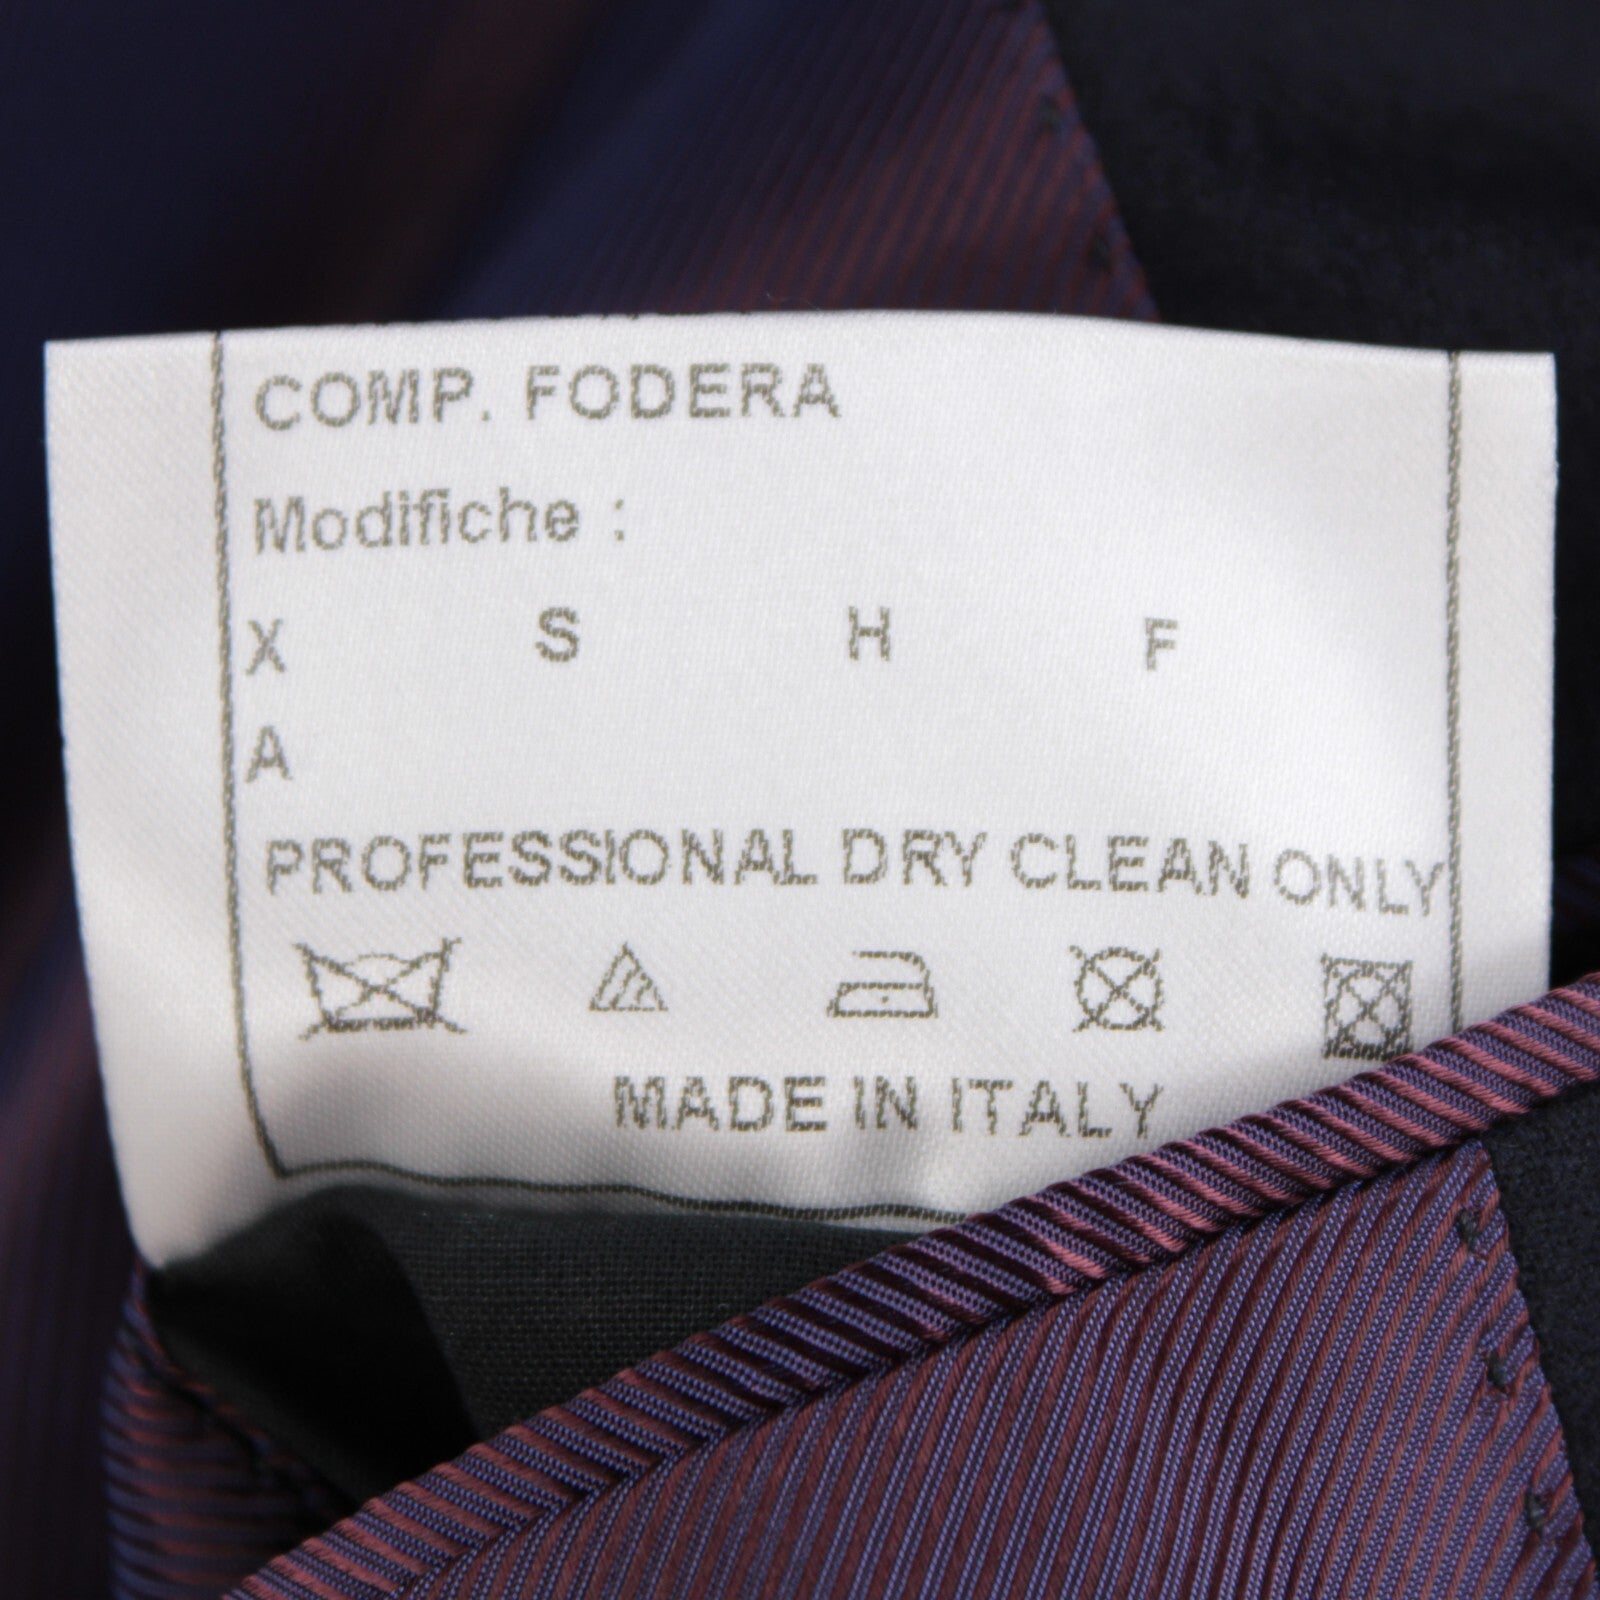 COMP. FODERA
Modifiche :
X S H F
A
PROFESSIONAL DRY CLEAN ONLY
MADE IN ITALY